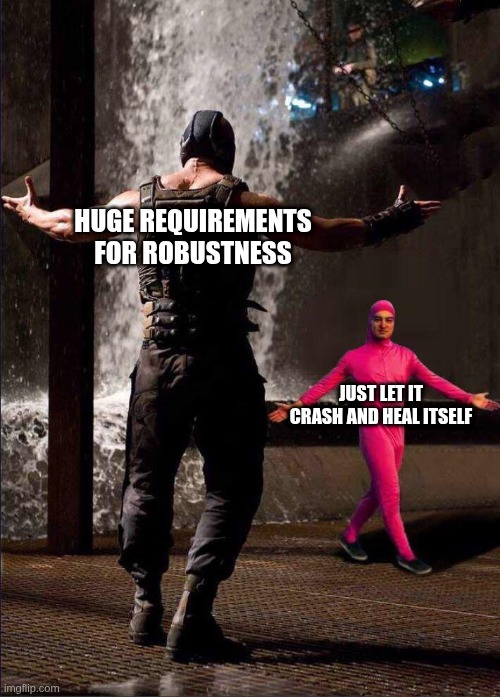 HUGE REQUIREMENTS
FOR ROBUSTNESS
JUST LET IT
CRASH AND HEAL ITSELF
imgflip.com